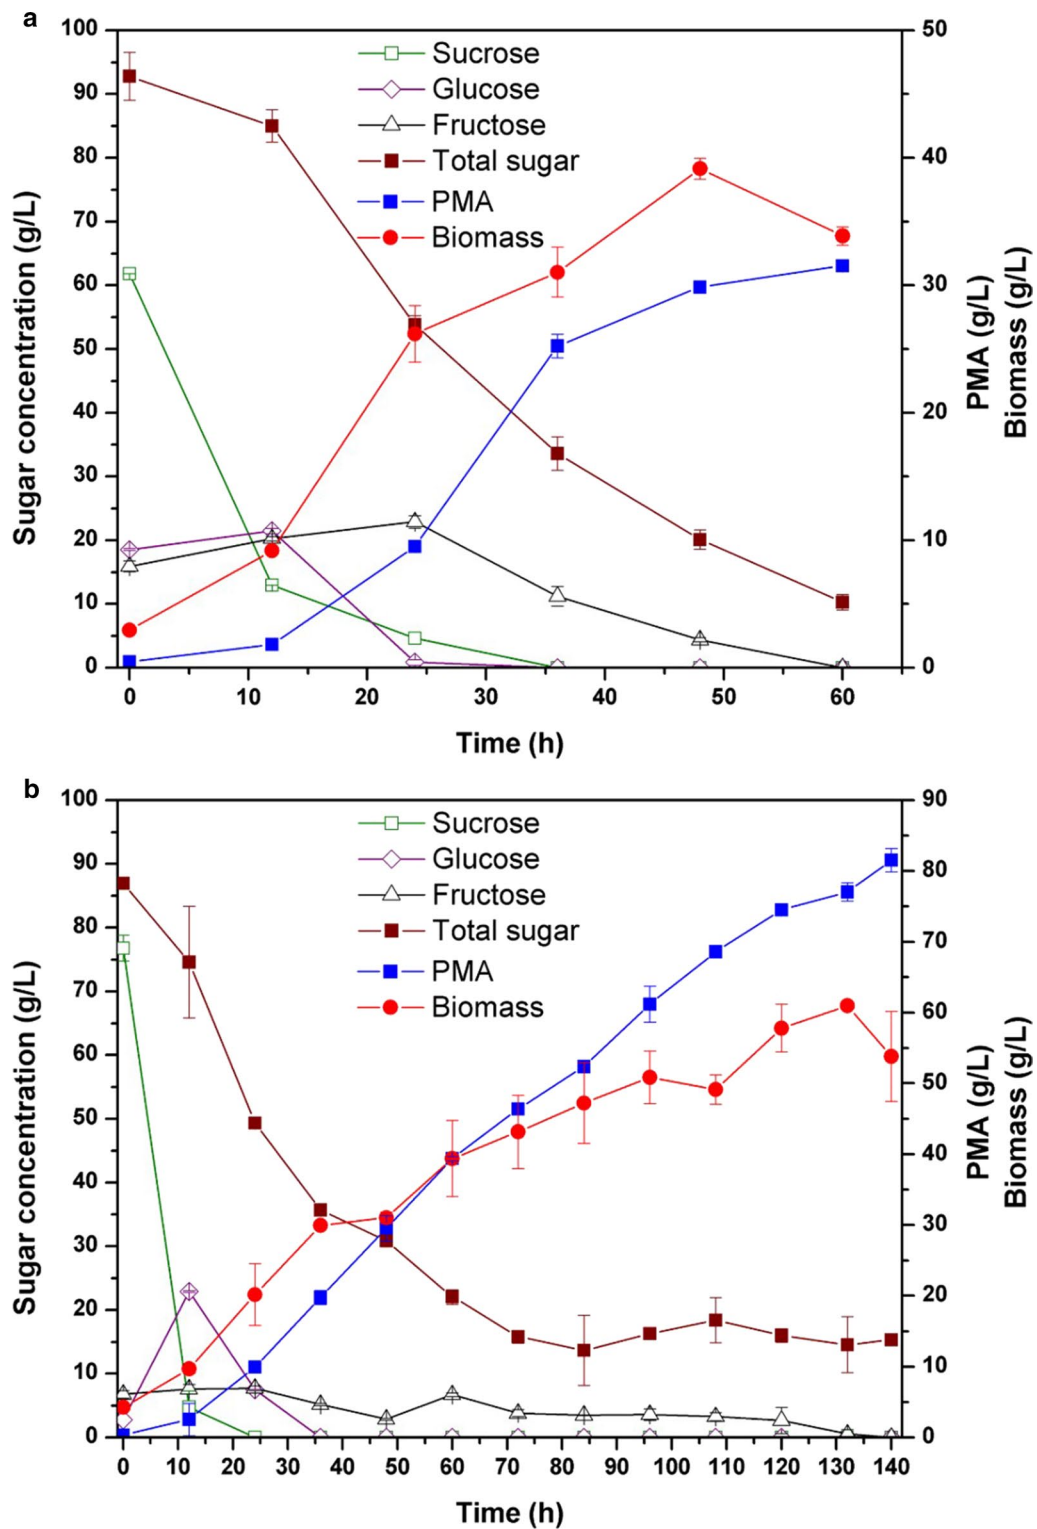 a
Sugar concentration (g/L)
100
90
80
70
60
50
40
30
20
10
0
Sucrose
Glucose
Fructose
Total sugar
PMA
Biomass
50
40
30
20
10
0
PMA (g/L)
Biomass (g/L)
0 10 20 30 40 50 60
Time (h)
b
Sugar concentration (g/L)
100
90
80
70
60
50
40
30
20
10
0
Sucrose
Glucose
Fructose
Total sugar
PMA
Biomass
90
80
70
60
50
40
30
20
10
0
PMA (g/L)
Biomass (g/L)
0 10 20 30 40 50 60 70 80 90 100 110 120 130 140
Time (h)